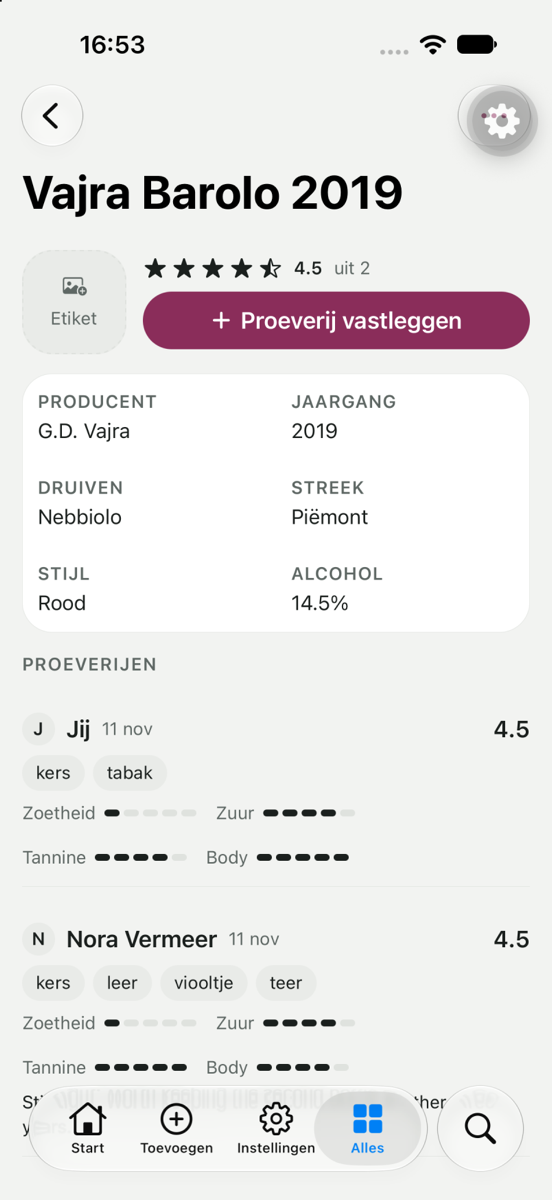 16:53
Vajra Barolo 2019
4.5 uit 2
Etiket
+ Proeverij vastleggen
PRODUCENT JAARGANG
G.D. Vajra 2019
DRUIVEN STREEK
Nebbiolo Piëmont
STIJL ALCOHOL
Rood 14.5%
PROEVERIJEN
J Jij 11 nov 4.5
kers tabak
Zoetheid Zuur
Tannine Body
N Nora Vermeer 11 nov 4.5
kers leer viooltje teer
Zoetheid Zuur
Tannine Body
Start Toevoegen Instellingen Alles